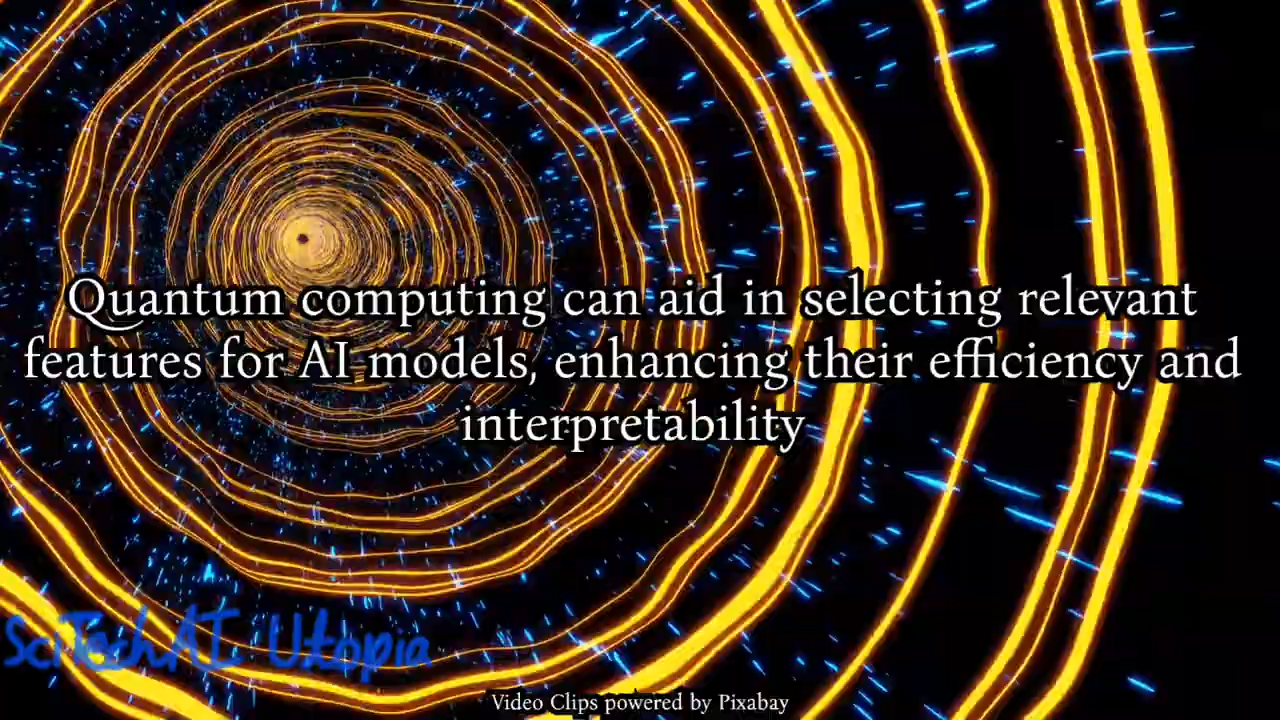 Quantum computing can aid in selecting relevant
features for AI models, enhancing their efficiency and
interpretability
SciTechAI Utopia
Video Clips powered by Pixabay